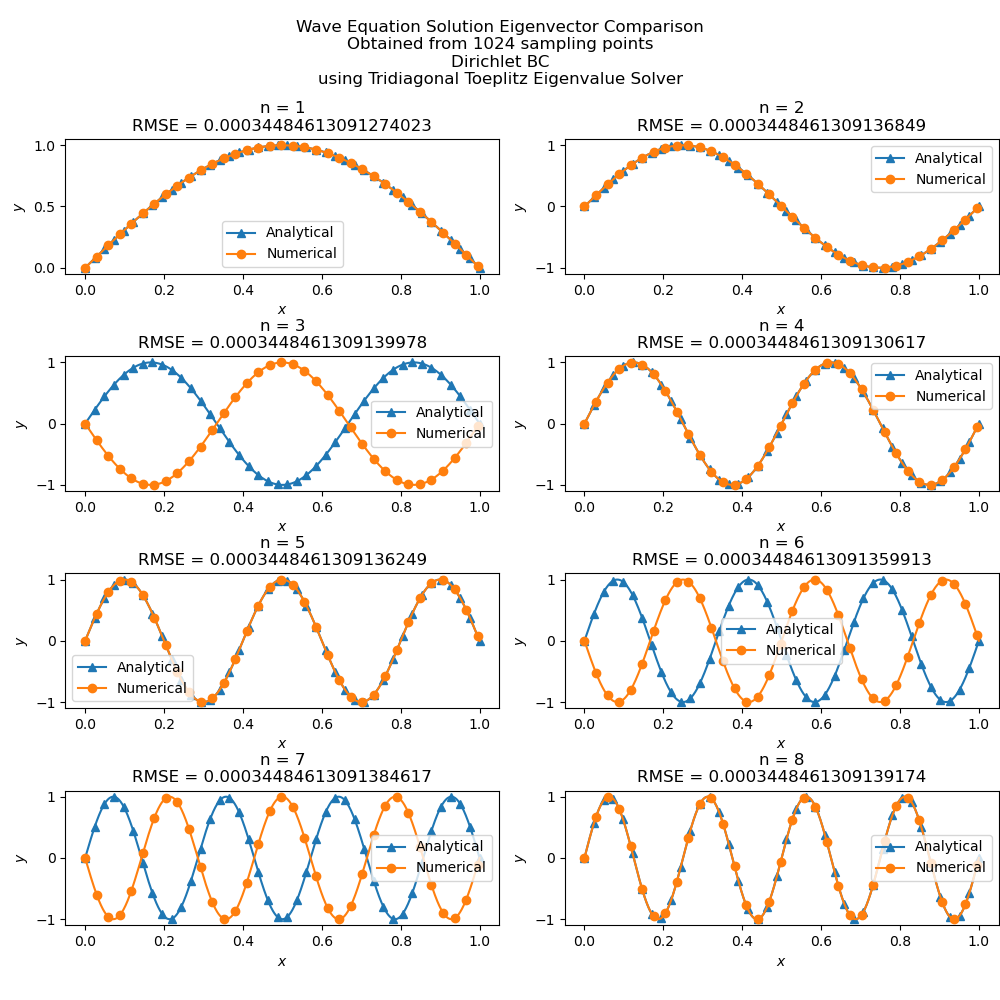 Wave Equation Solution Eigenvector Comparison
Obtained from 1024 sampling points
Dirichlet BC
using Tridiagonal Toeplitz Eigenvalue Solver
n = 1
RMSE = 0.00034484613091274023
y
1.0
0.5
0.0
Analytical
Numerical
0.0 0.2 0.4 0.6 0.8 1.0
x
n = 2
RMSE = 0.0003448461309136849
y
1
0
−1
Analytical
Numerical
0.0 0.2 0.4 0.6 0.8 1.0
x
n = 3
RMSE = 0.0003448461309139978
y
1
0
−1
Analytical
Numerical
0.0 0.2 0.4 0.6 0.8 1.0
x
n = 4
RMSE = 0.0003448461309130617
y
1
0
−1
Analytical
Numerical
0.0 0.2 0.4 0.6 0.8 1.0
x
n = 5
RMSE = 0.0003448461309136249
y
1
0
−1
Analytical
Numerical
0.0 0.2 0.4 0.6 0.8 1.0
x
n = 6
RMSE = 0.00034484613091359913
y
1
0
−1
Analytical
Numerical
0.0 0.2 0.4 0.6 0.8 1.0
x
n = 7
RMSE = 0.00034484613091384617
y
1
0
−1
Analytical
Numerical
0.0 0.2 0.4 0.6 0.8 1.0
x
n = 8
RMSE = 0.0003448461309139174
y
1
0
−1
Analytical
Numerical
0.0 0.2 0.4 0.6 0.8 1.0
x